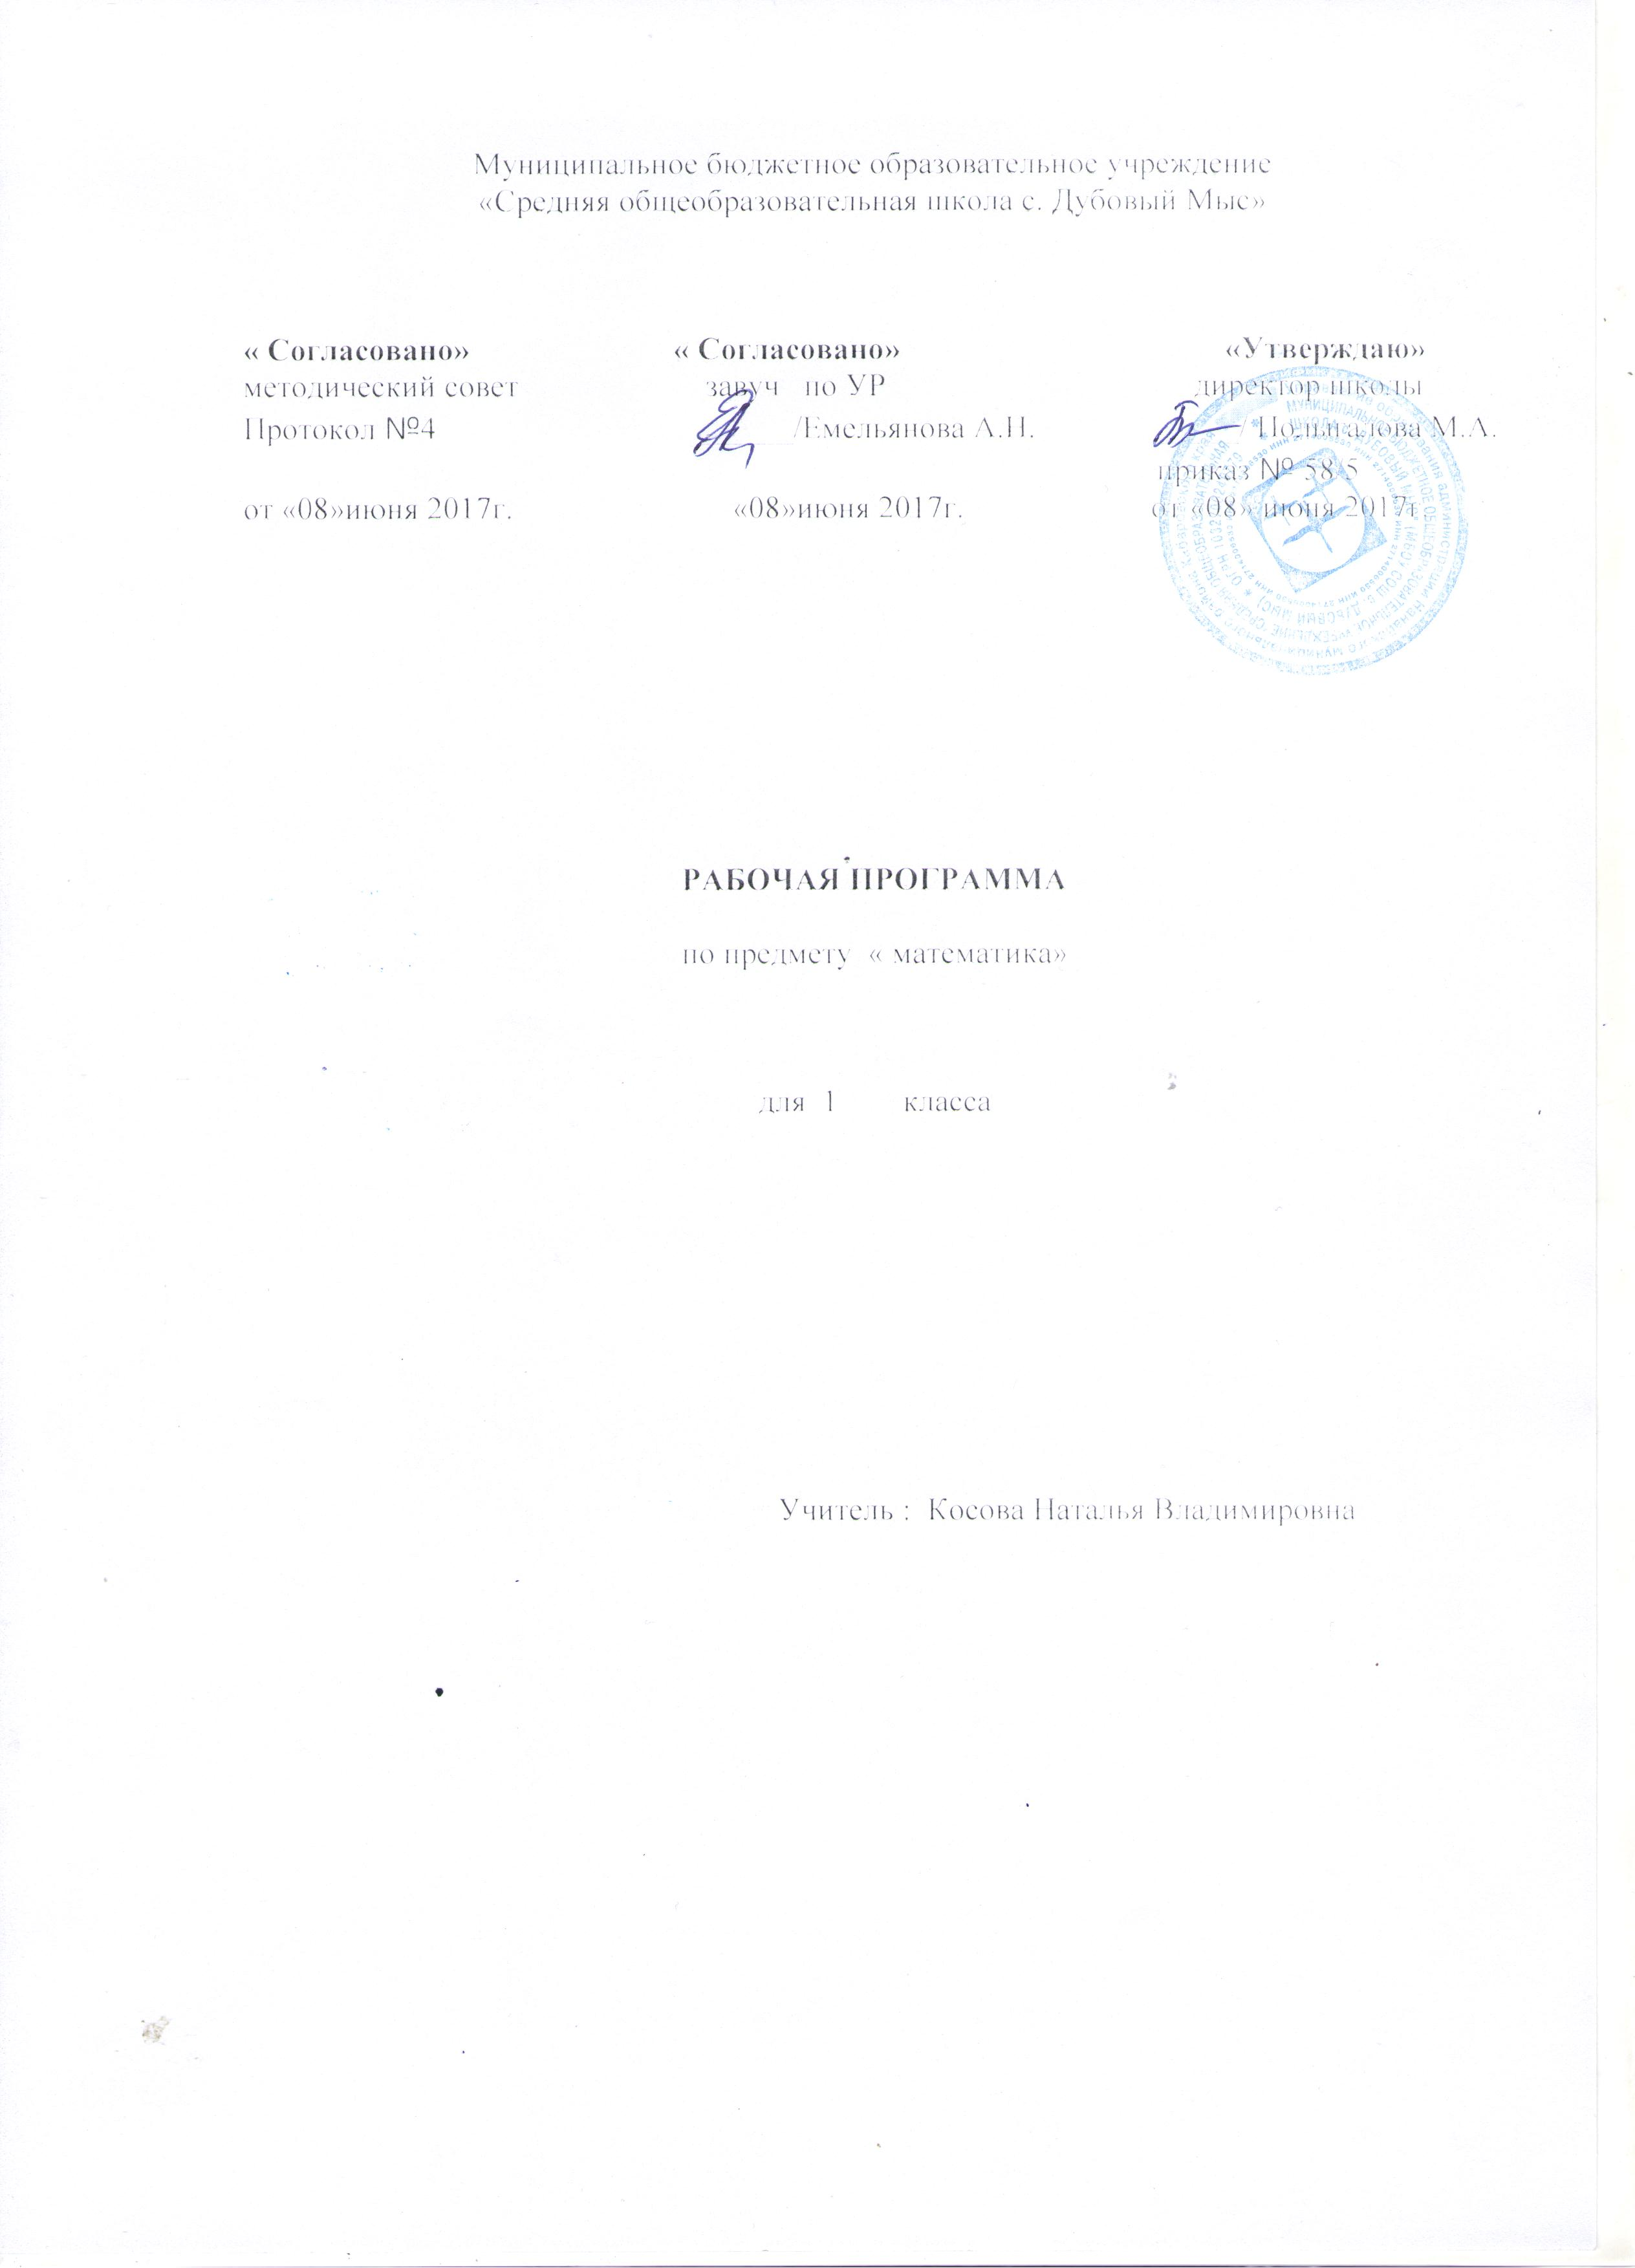 Муниципальное бюджетное образовательное учреждение
«Средняя общеобразовательная школа с. Дубовый Мыс»
« Согласовано» « Согласовано» «Утверждаю»
методический совет завуч по УР директор школы
Протокол №4 /Емельянова А.Н. / М.А.
приказ № 58/5
от «08»июня 2017г. «08»июня 2017г. от «08» июня 2017г.
РАБОЧАЯ ПРОГРАММА
по предмету « математика»
для 1 класса
Учитель : Косова Наталья Владимировна